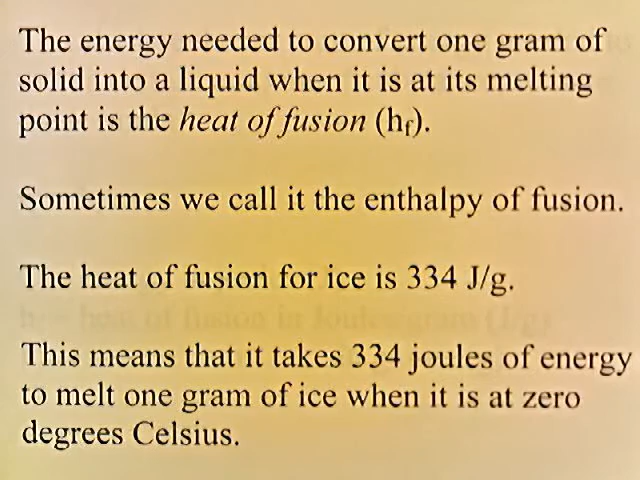 The energy needed to convert one gram of
solid into a liquid when it is at its melting
point is the heat of fusion (hf).
Sometimes we call it the enthalpy of fusion.
The heat of fusion for ice is 334 J/g.
This means that it takes 334 joules of energy
to melt one gram of ice when it is at zero
degrees Celsius.